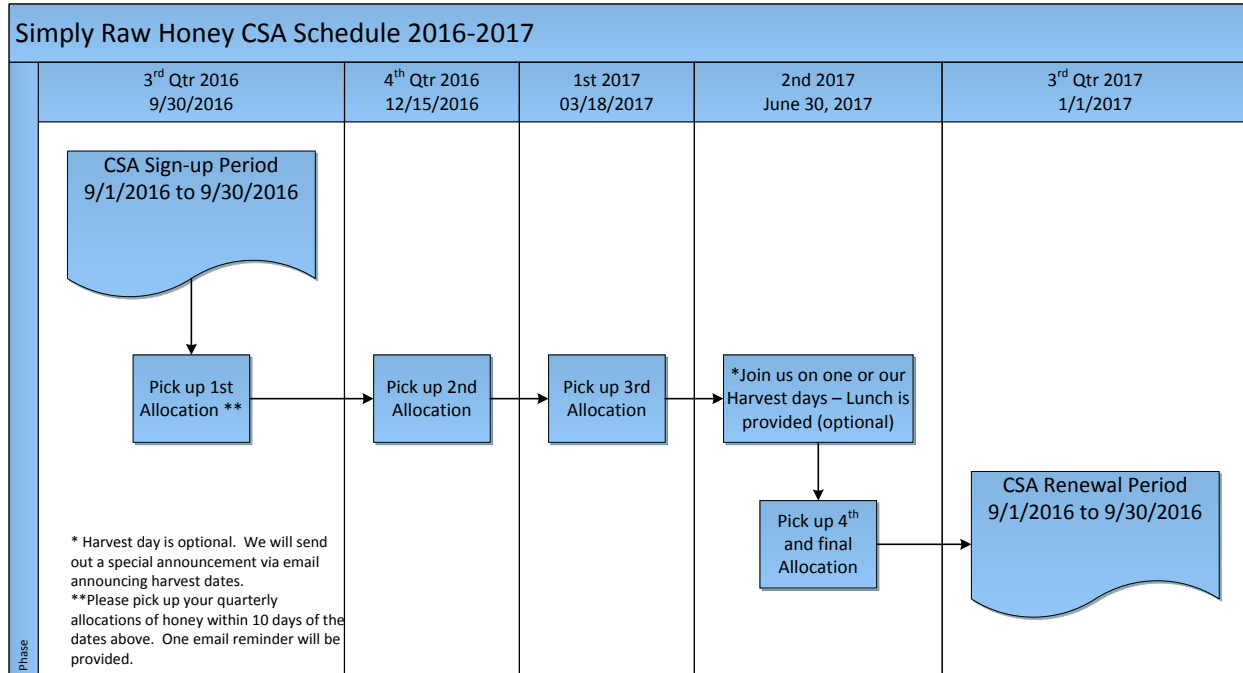 Simply Raw Honey CSA Schedule 2016-2017
3rd Qtr 2016
9/30/2016
4th Qtr 2016
12/15/2016
1st 2017
03/18/2017
2nd 2017
June 30, 2017
3rd Qtr 2017
1/1/2017
CSA Sign-up Period
9/1/2016 to 9/30/2016
Pick up 1st
Allocation **
Pick up 2nd
Allocation
Pick up 3rd
Allocation
*Join us on one or our
Harvest days – Lunch is
provided (optional)
Pick up 4th
and final
Allocation
CSA Renewal Period
9/1/2016 to 9/30/2016
* Harvest day is optional.  We will send
out a special announcement via email
announcing harvest dates.
**Please pick up your quarterly
allocations of honey within 10 days of the
dates above.  One email reminder will be
provided.
Phase